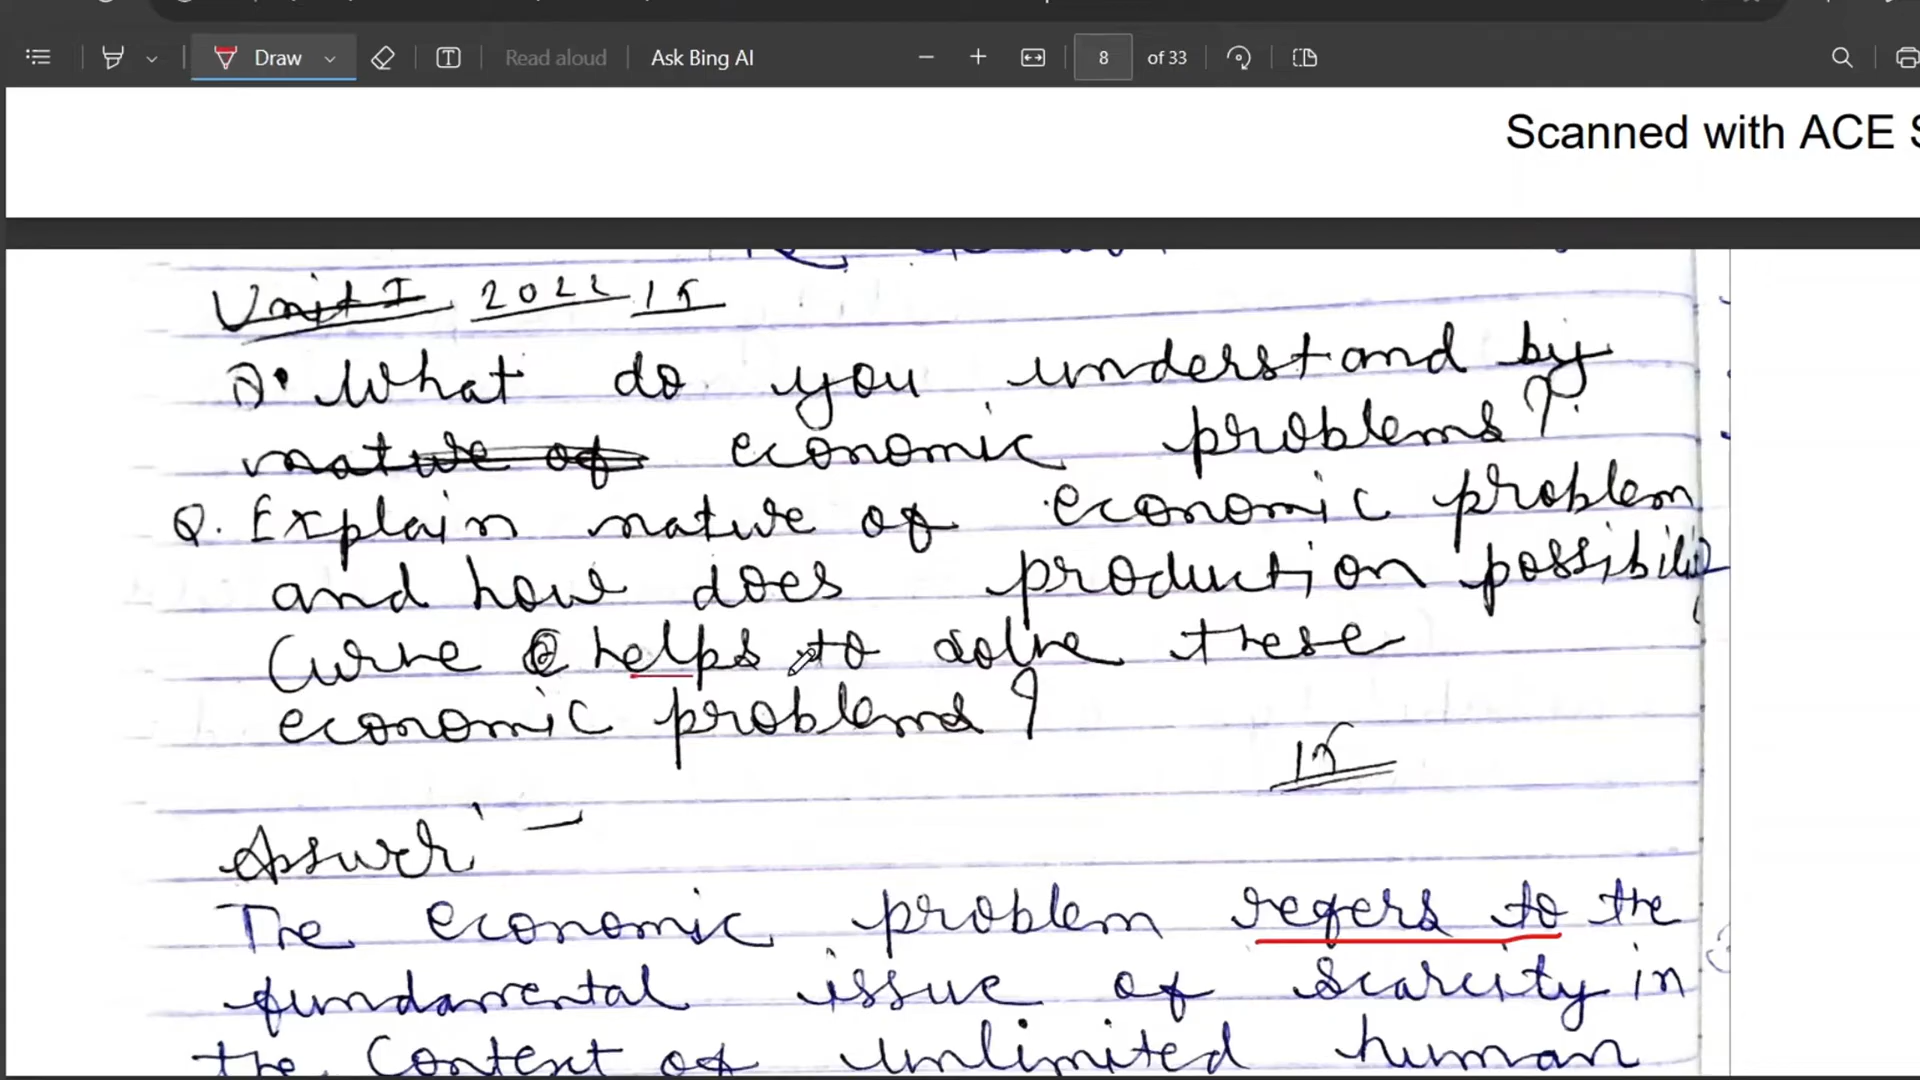 Draw
Read aloud
Ask Bing AI
8 of 33
Scanned with ACE S
Unit I 2022 15
Q. What do you understand by
nature of economic problems?
Q. Explain nature of economic problem
and how does production possibili
Curve helps to solve these
economic problems?
15
Answer -
The economic problem refers to the
fundamental issue of scarcity in
the context of unlimited human